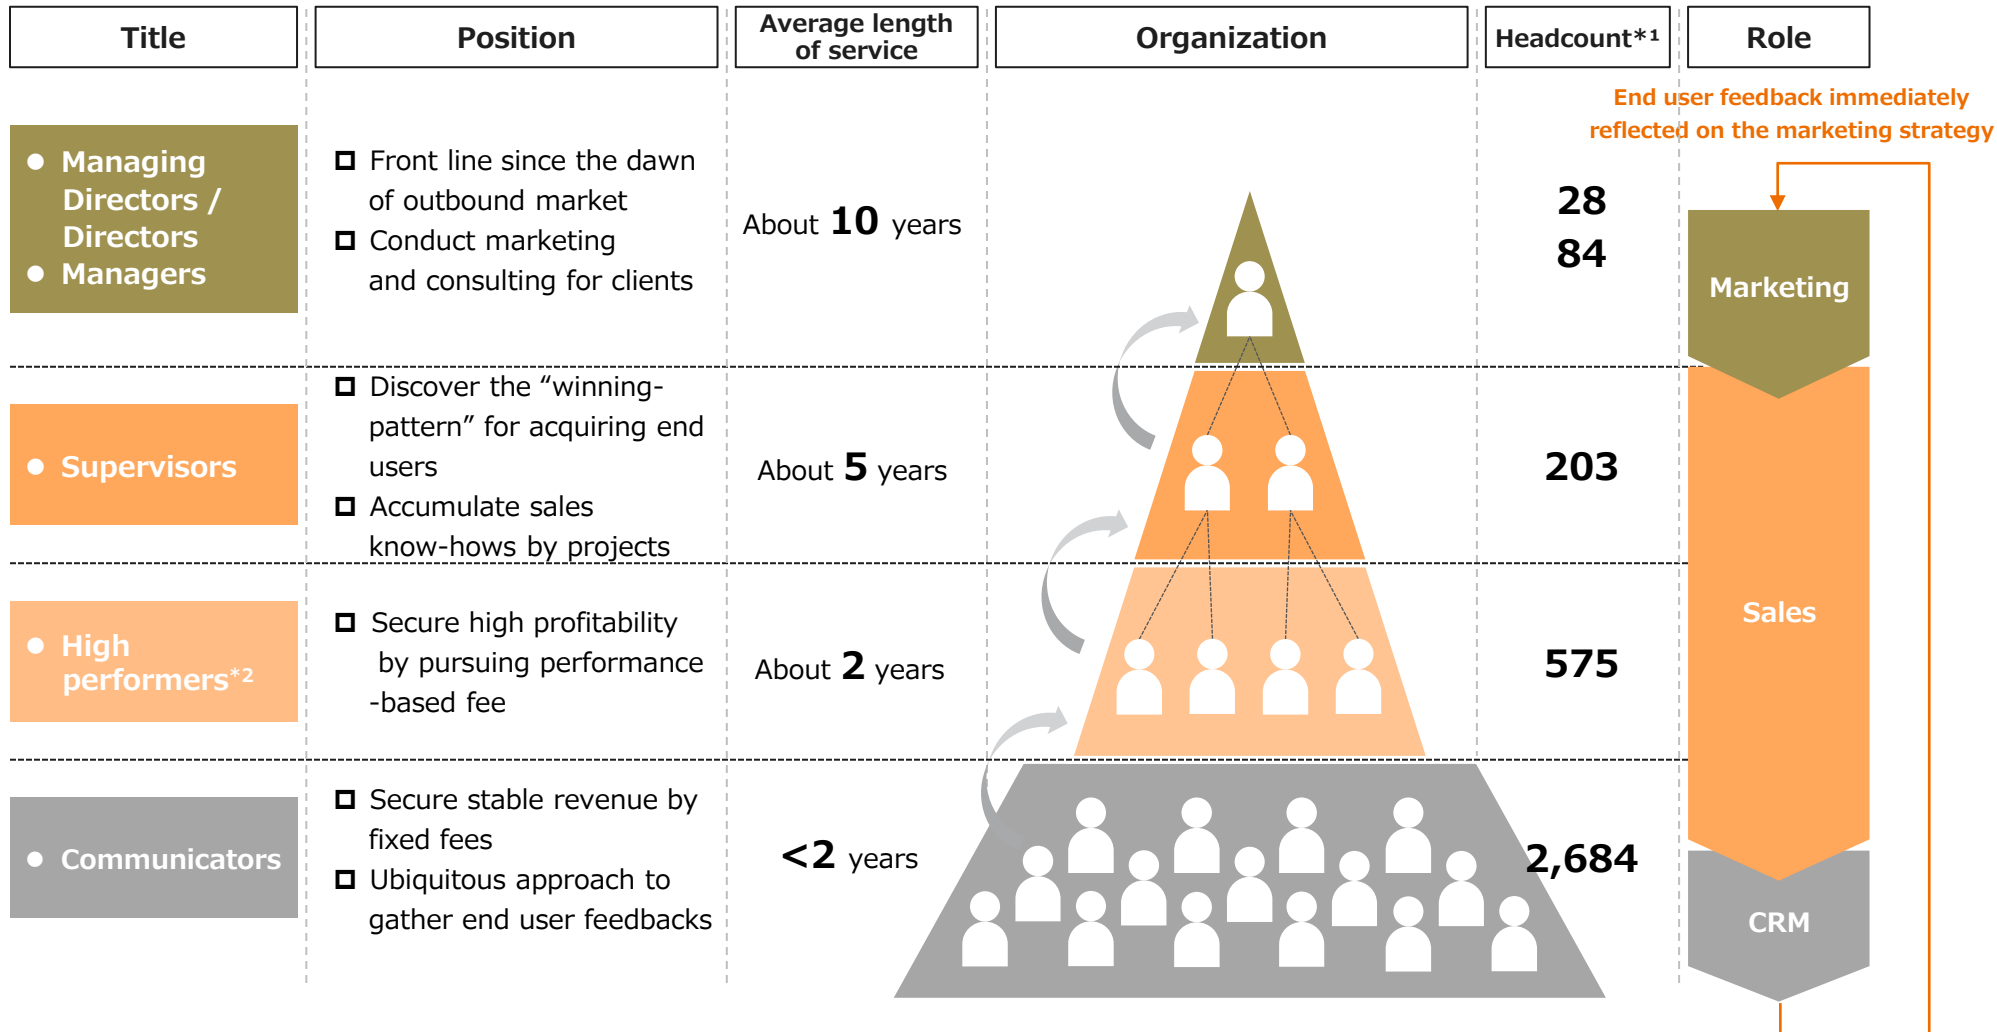 Title
Position
Average length
of service
Organization
Headcount*1
Role
End user feedback immediately
reflected on the marketing strategy
● Managing
Directors /
Directors
● Managers
Front line since the dawn
of outbound market
Conduct marketing
and consulting for clients
About 10 years
28
84
Marketing
● Supervisors
Discover the “winning-
pattern” for acquiring end
users
Accumulate sales
know-hows by projects
About 5 years
203
Sales
● High
performers*2
Secure high profitability
by pursuing performance
-based fee
About 2 years
575
● Communicators
Secure stable revenue by
fixed fees
Ubiquitous approach to
gather end user feedbacks
<2 years
2,684
CRM